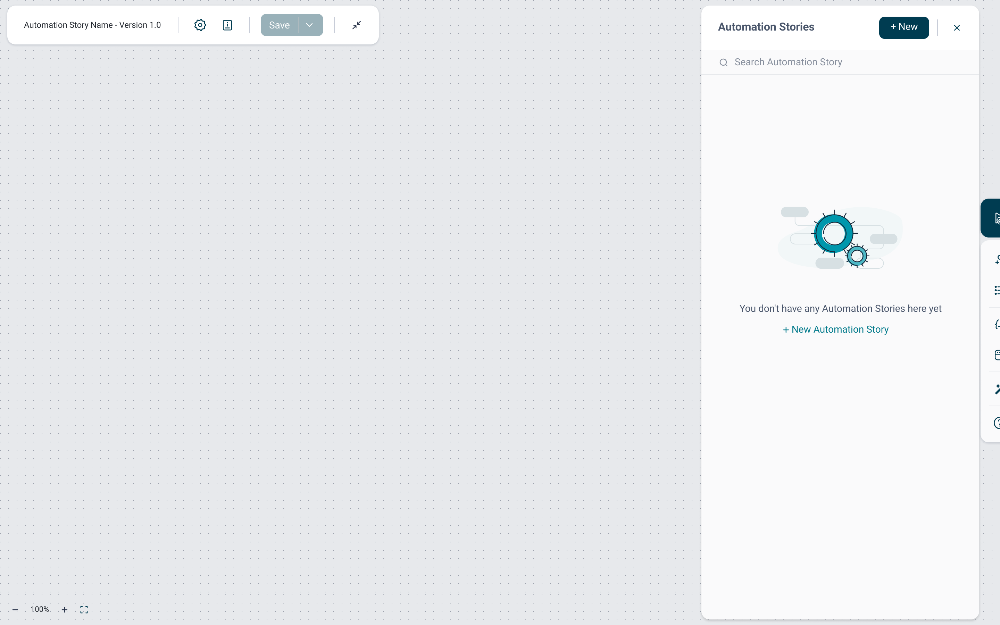 Automation Story Name - Version 1.0
Save
Automation Stories
+ New
Search Automation Story
You don't have any Automation Stories here yet
+ New Automation Story
100%